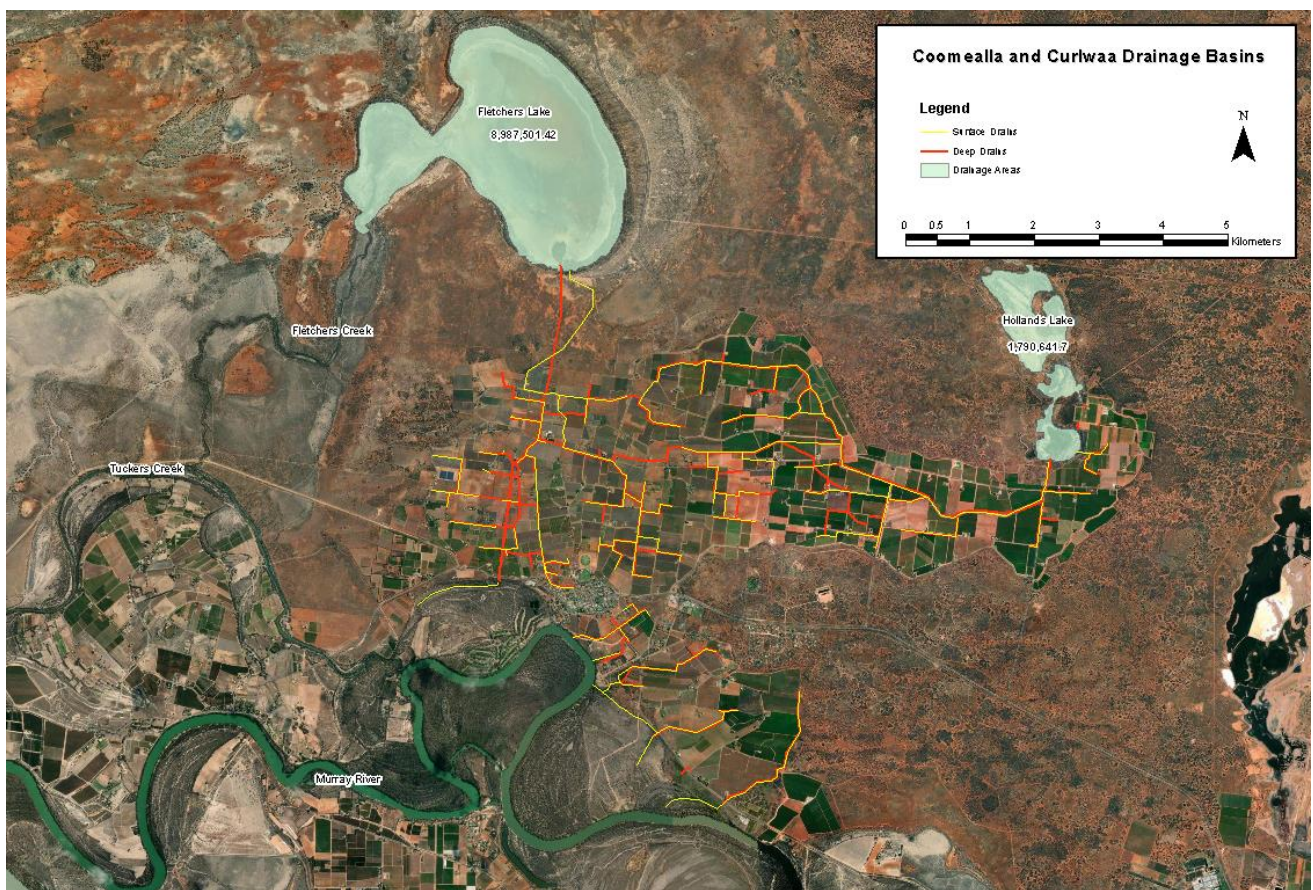 Coomealla and Curlwaa Drainage Basins
Legend
Surface Drains
Deep Drains
Drainage Areas
N
0 0.5 1 2 3 4 5
Kilometers
Fletchers Lake
8,987,501.42
Hollands Lake
1,790,641.7
Fletchers Creek
Tuckers Creek
Murray River